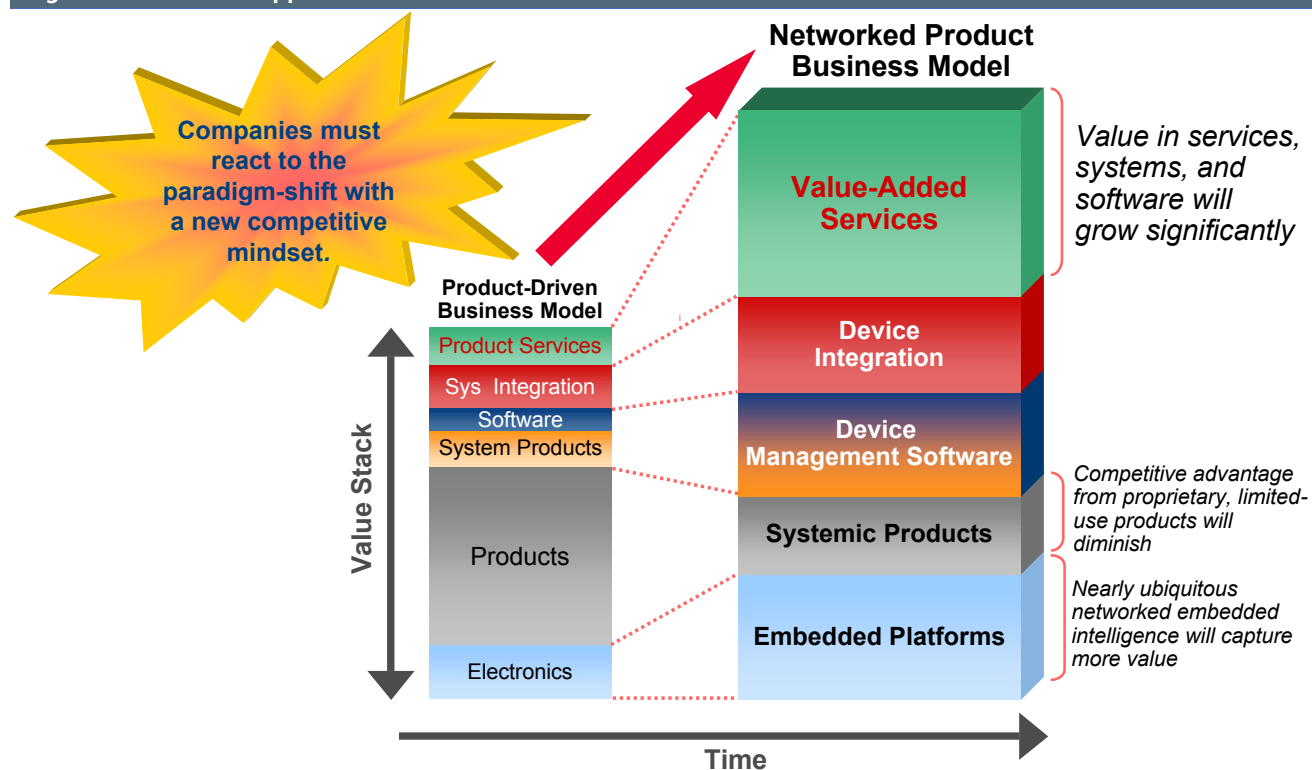 Networked Product
Business Model
Companies must
react to the
paradigm-shift with
a new competitive
mindset.
Value in services,
systems, and
software will
grow significantly
Value-Added
Services
Product-Driven
Business Model
Product Services
Sys Integration
Software
System Products
Products
Electronics
Value Stack
Device
Integration
Device
Management Software
Systemic Products
Embedded Platforms
Competitive advantage
from proprietary, limited-
use products will
diminish
Nearly ubiquitous
networked embedded
intelligence will capture
more value
Time